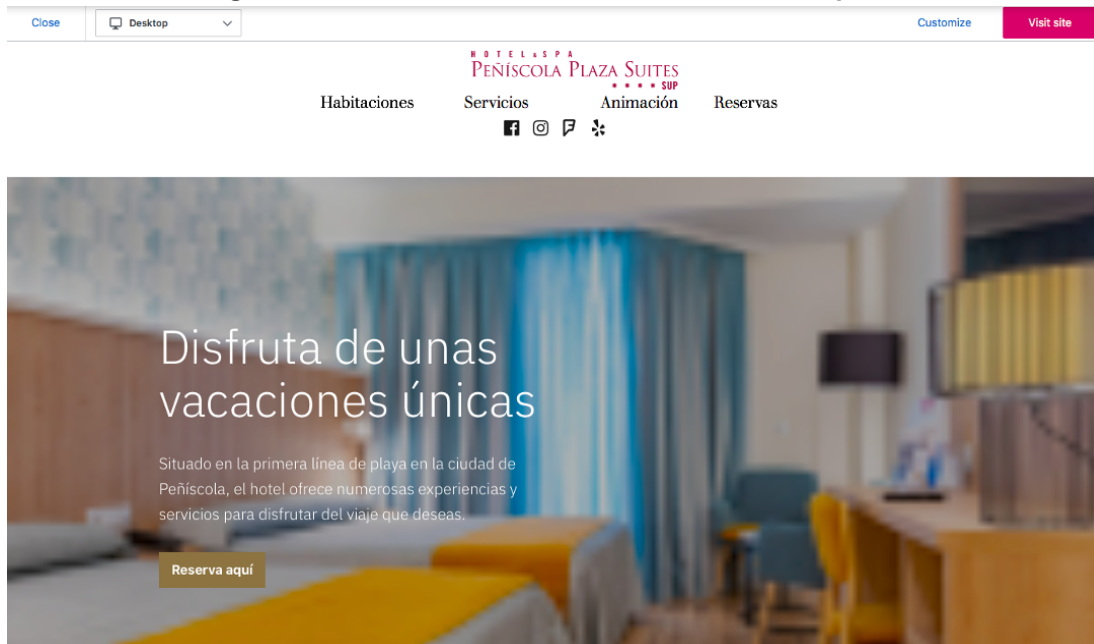 Close
Desktop
Customize
Visit site
HOTEL & SPA
PEÑÍSCOLA PLAZA SUITES
SUP
Habitaciones Servicios Animación Reservas
Disfruta de unas
vacaciones únicas
Situado en la primera línea de playa en la ciudad de
Peñíscola, el hotel ofrece numerosas experiencias y
servicios para disfrutar del viaje que deseas.
Reserva aquí